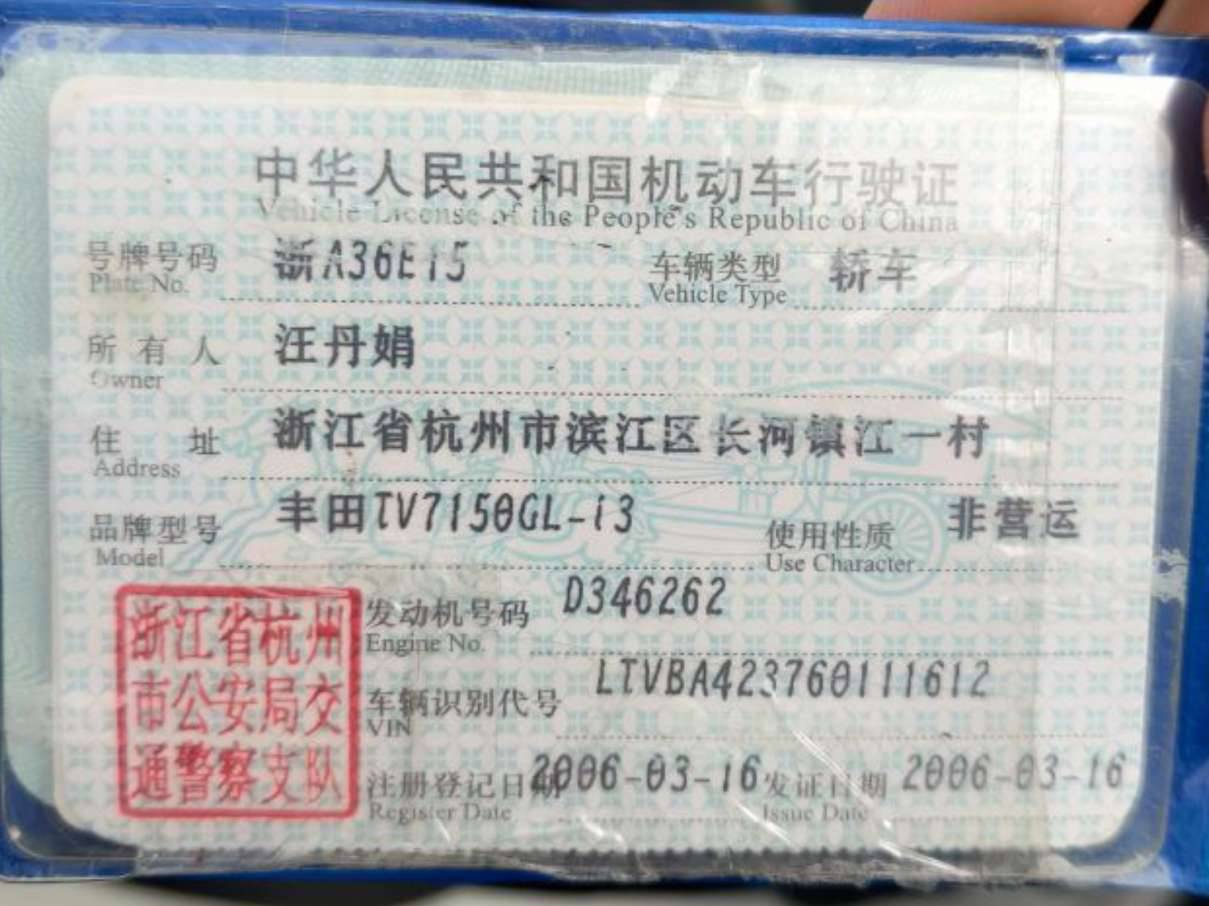 中华人民共和国机动车行驶证
Vehicle License of the People's Republic of China
号牌号码 浙A36E15 车辆类型 轿车
Plate No. Vehicle Type
所有人 汪丹娟
Owner
住址 浙江省杭州市滨江区长河镇江一村
Address
品牌型号 丰田TV7150GL-i3 使用性质 非营运
Model Use Character
发动机号码 D346262
Engine No.
车辆识别代号 LTVBA423760111612
VIN
注册登记日期 2006-03-16 发证日期 2006-03-16
Register Date Issue Date
浙江省杭州
市公安局交
通警察支队